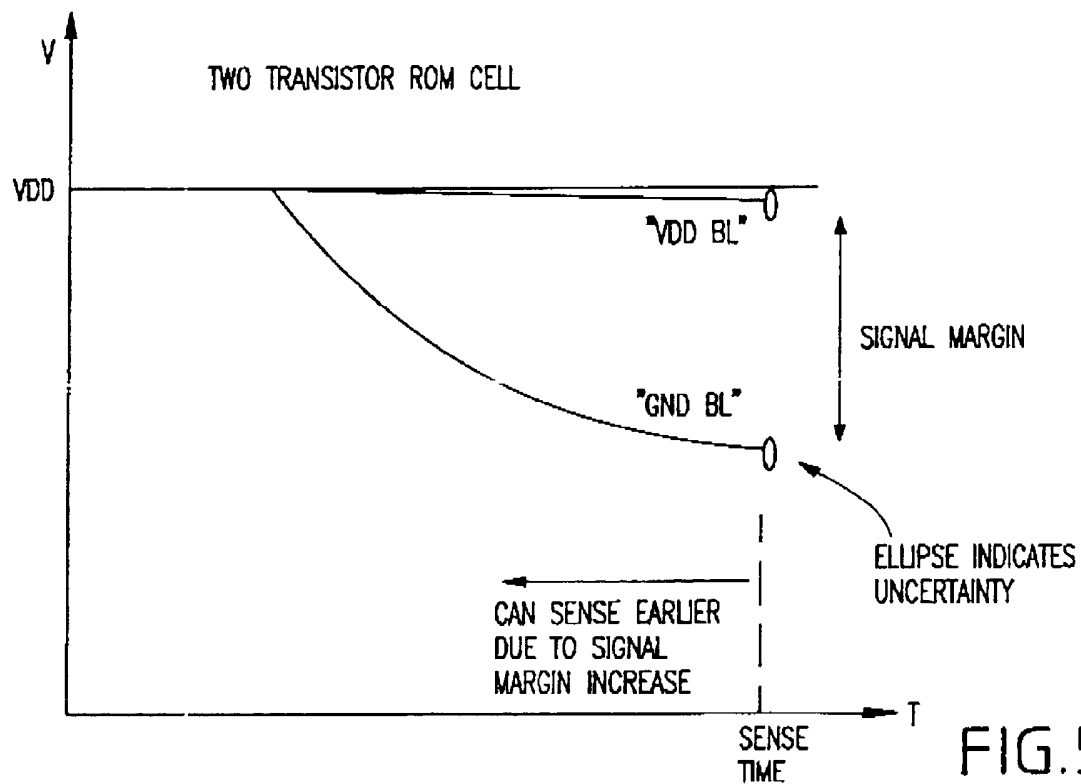 V
TWO TRANSISTOR ROM CELL
VDD
"VDD BL"
SIGNAL MARGIN
"GND BL"
ELLIPSE INDICATES
UNCERTAINTY
CAN SENSE EARLIER
DUE TO SIGNAL
MARGIN INCREASE
T
SENSE
TIME